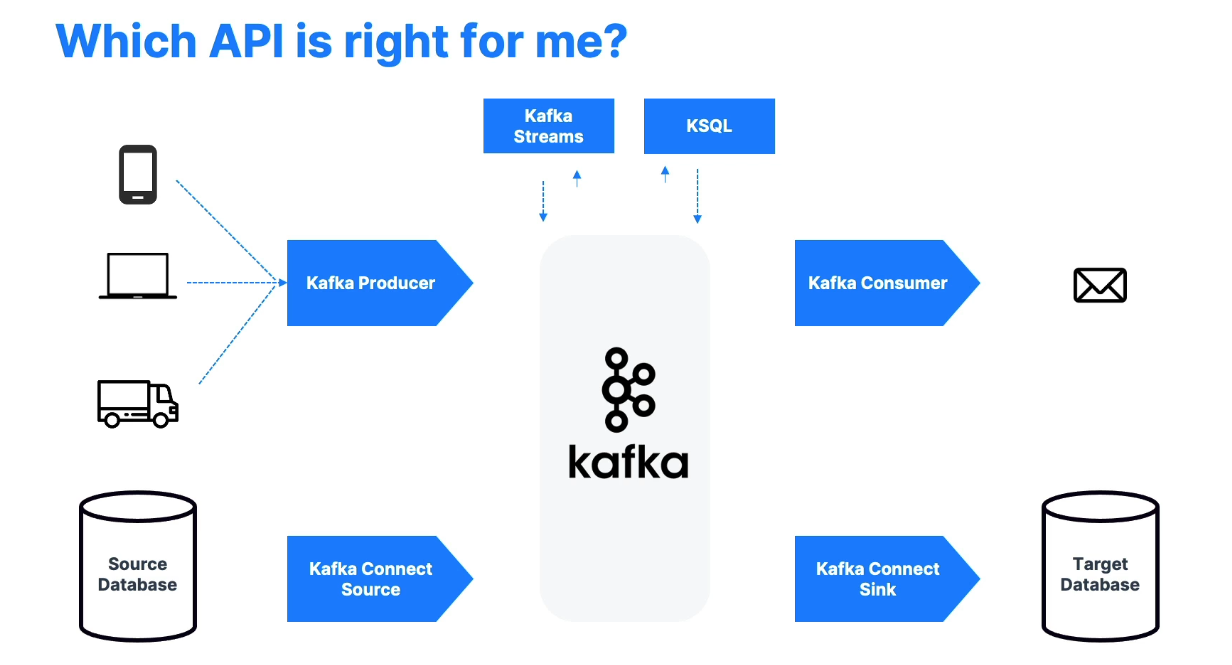 Which API is right for me?
Kafka
Streams
KSQL
Kafka Producer
Kafka Consumer
kafka
Source
Database
Kafka Connect
Source
Kafka Connect
Sink
Target
Database